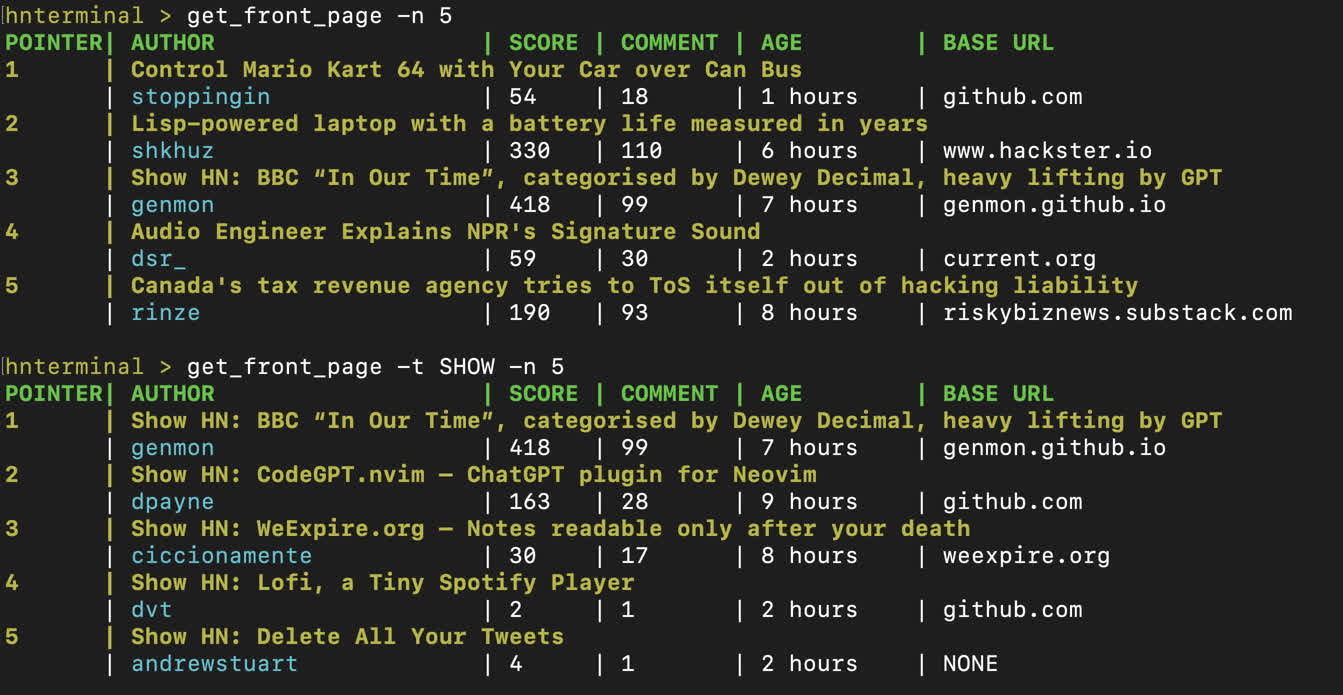 hnterminal > get_front_page -n 5
POINTER| AUTHOR | SCORE | COMMENT | AGE | BASE URL
1 | Control Mario Kart 64 with Your Car over Can Bus
| stoppingin | 54 | 18 | 1 hours | github.com
2 | Lisp-powered laptop with a battery life measured in years
| shkhuz | 330 | 110 | 6 hours | www.hackster.io
3 | Show HN: BBC “In Our Time”, categorised by Dewey Decimal, heavy lifting by GPT
| genmon | 418 | 99 | 7 hours | genmon.github.io
4 | Audio Engineer Explains NPR's Signature Sound
| dsr_ | 59 | 30 | 2 hours | current.org
5 | Canada's tax revenue agency tries to ToS itself out of hacking liability
| rinze | 190 | 93 | 8 hours | riskybiznews.substack.com
hnterminal > get_front_page -t SHOW -n 5
POINTER| AUTHOR | SCORE | COMMENT | AGE | BASE URL
1 | Show HN: BBC “In Our Time”, categorised by Dewey Decimal, heavy lifting by GPT
| genmon | 418 | 99 | 7 hours | genmon.github.io
2 | Show HN: CodeGPT.nvim – ChatGPT plugin for Neovim
| dpayne | 163 | 28 | 9 hours | github.com
3 | Show HN: WeExpire.org – Notes readable only after your death
| ciccionamente | 30 | 17 | 8 hours | weexpire.org
4 | Show HN: Lofi, a Tiny Spotify Player
| dvt | 2 | 1 | 2 hours | github.com
5 | Show HN: Delete All Your Tweets
| andrewstuart | 4 | 1 | 2 hours | NONE